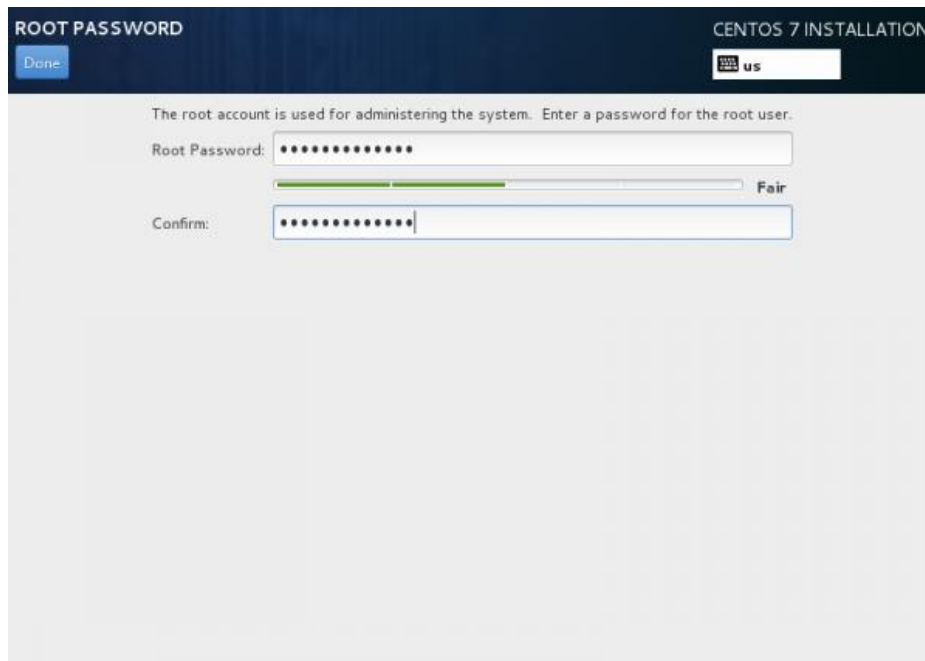 ROOT PASSWORD
CENTOS 7 INSTALLATION
Done
us
The root account is used for administering the system. Enter a password for the root user.
Root Password: •••••••••••••
Fair
Confirm: •••••••••••••